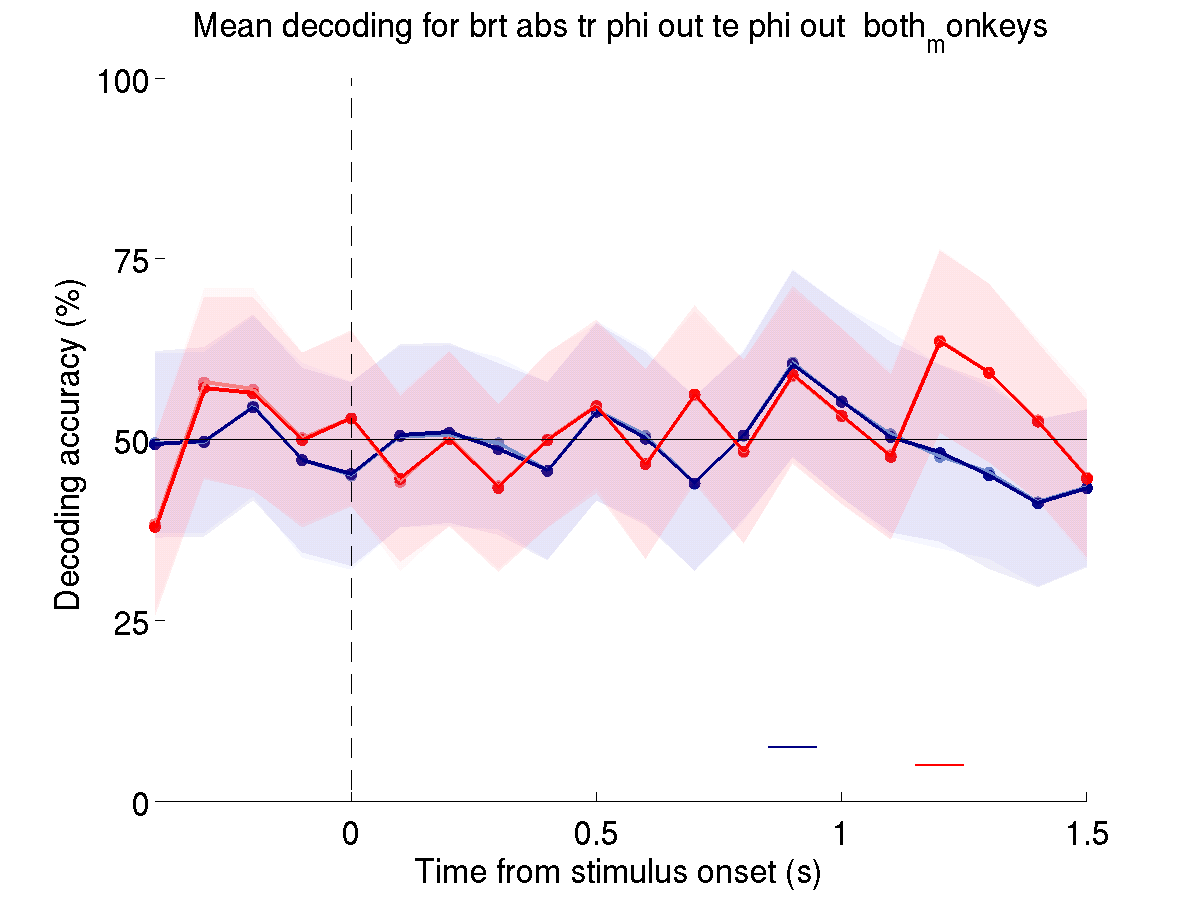 Mean decoding for brt abs tr phi out te phi out both_monkeys
100
75
50
25
0
Decoding accuracy (%)
0 0.5 1 1.5
Time from stimulus onset (s)